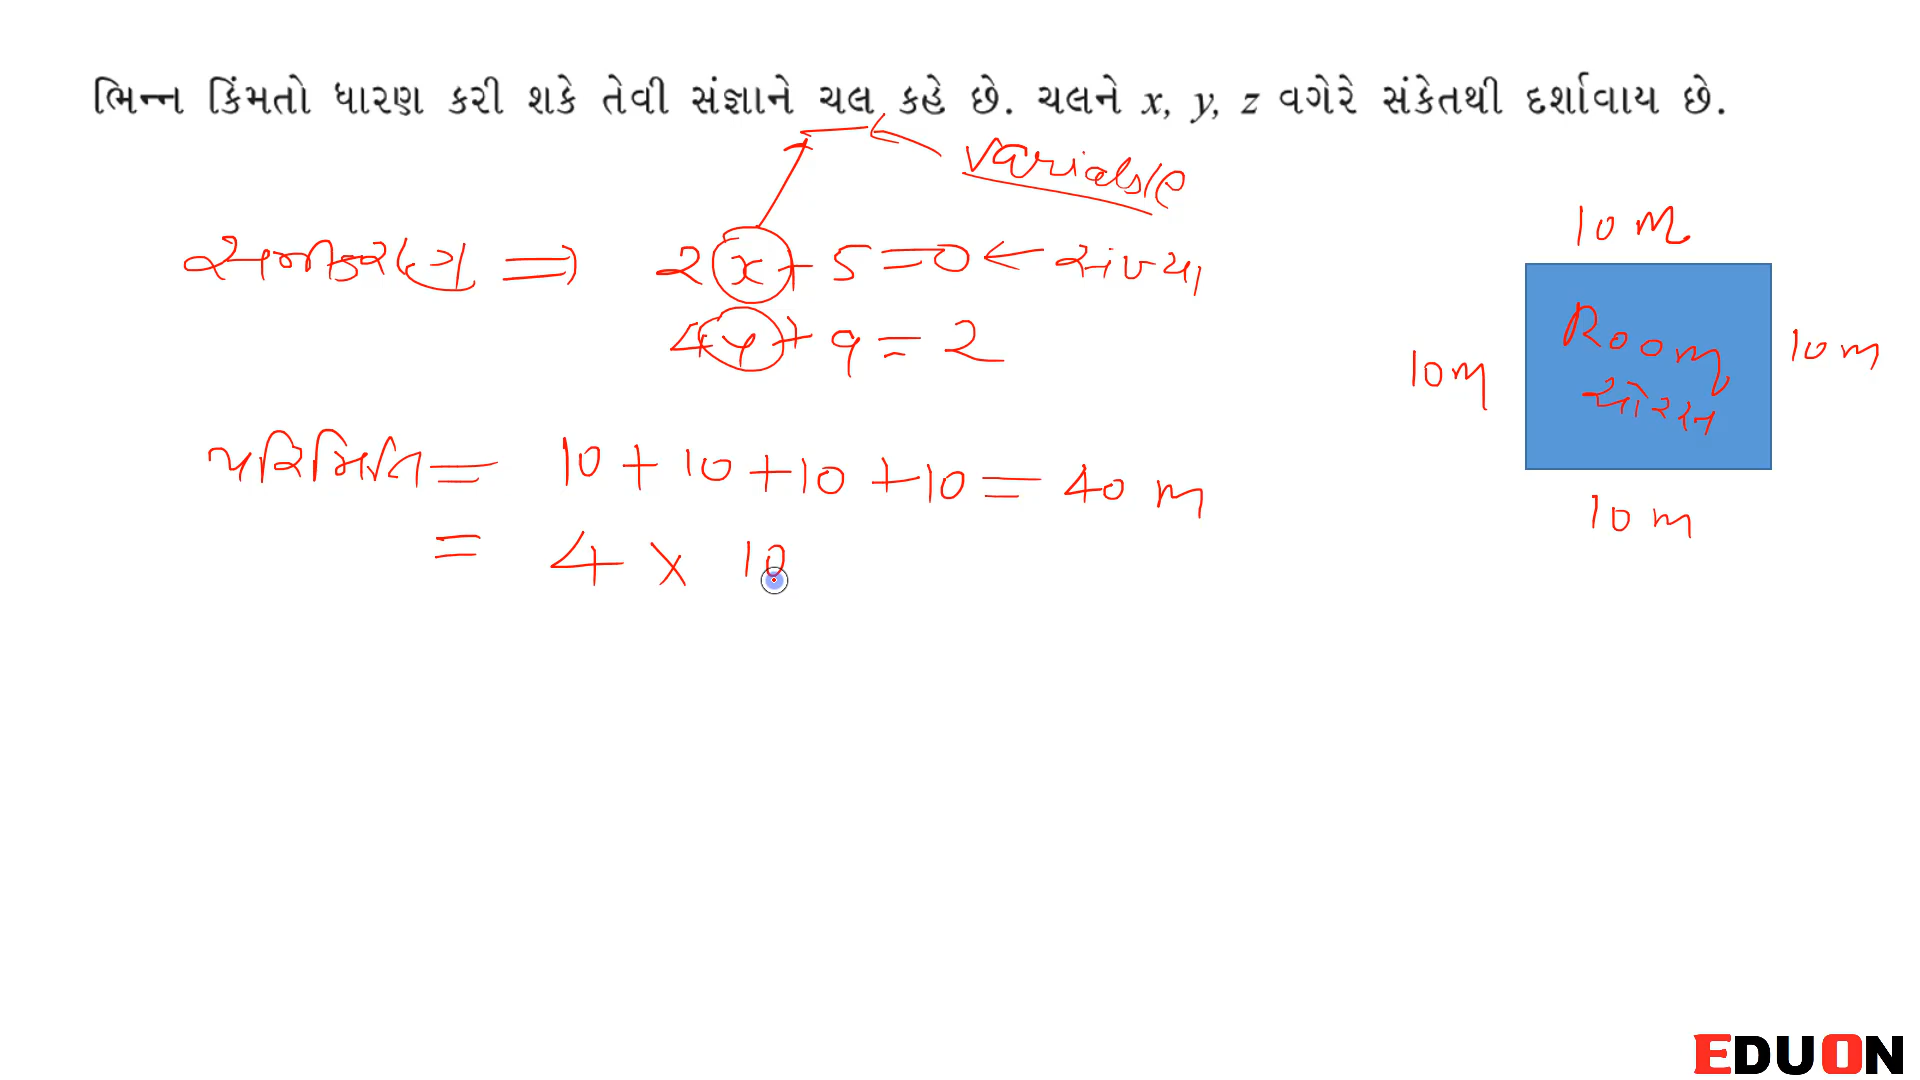 ભિન્ન કિંમતો ધારણ કરી શકે તેવી સંજ્ઞાને ચલ કહે છે. ચલને x, y, z વગેરે સંકેતથી દર્શાવાય છે.
variable
સમીકરણ ⇒ 2x + 5 = 0 ← સંખ્યા
4y + 9 = 2
પરિમિતિ = 10 + 10 + 10 + 10 = 40 m
= 4 × 10
10 m
10m
Room
ચોરસ
10m
10m
EDUON